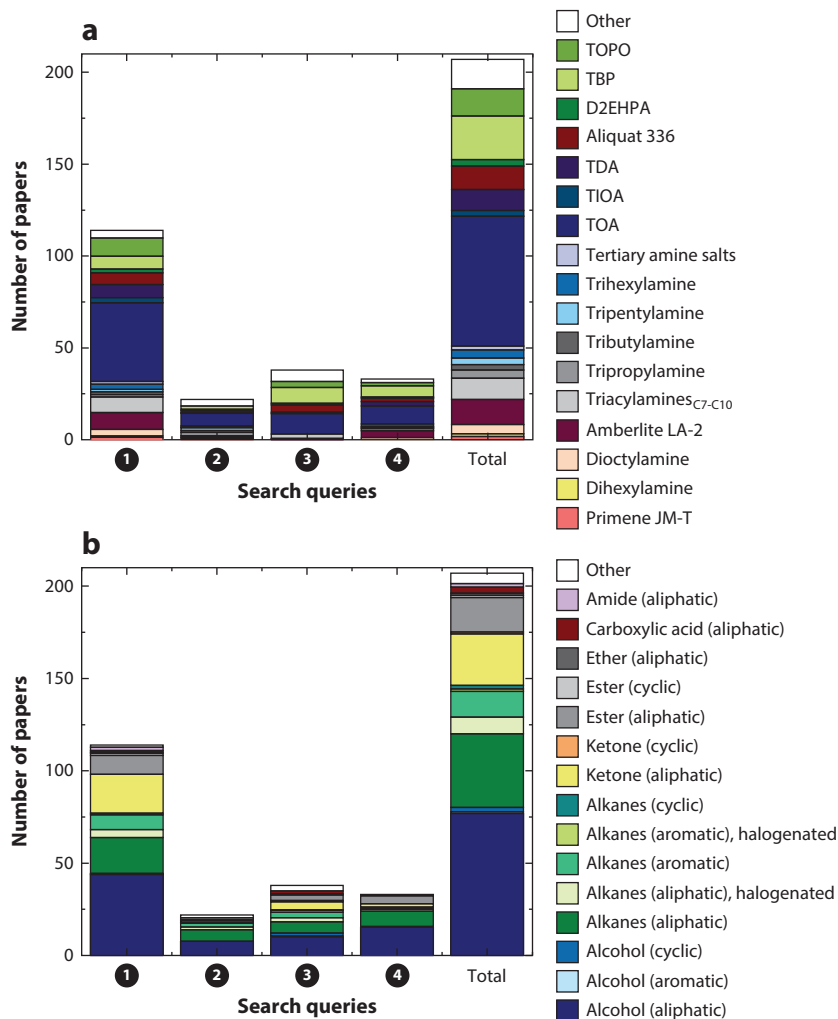 a
Number of papers
200
150
100
50
0
1 2 3 4 Total
Search queries
Other
TOPO
TBP
D2EHPA
Aliquat 336
TDA
TIOA
TOA
Tertiary amine salts
Trihexylamine
Tripentylamine
Tributylamine
Tripropylamine
Triacylamines C7-C10
Amberlite LA-2
Dioctylamine
Dihexylamine
Primene JM-T
b
Number of papers
200
150
100
50
0
1 2 3 4 Total
Search queries
Other
Amide (aliphatic)
Carboxylic acid (aliphatic)
Ether (aliphatic)
Ester (cyclic)
Ester (aliphatic)
Ketone (cyclic)
Ketone (aliphatic)
Alkanes (cyclic)
Alkanes (aromatic), halogenated
Alkanes (aromatic)
Alkanes (aliphatic), halogenated
Alkanes (aliphatic)
Alcohol (cyclic)
Alcohol (aromatic)
Alcohol (aliphatic)